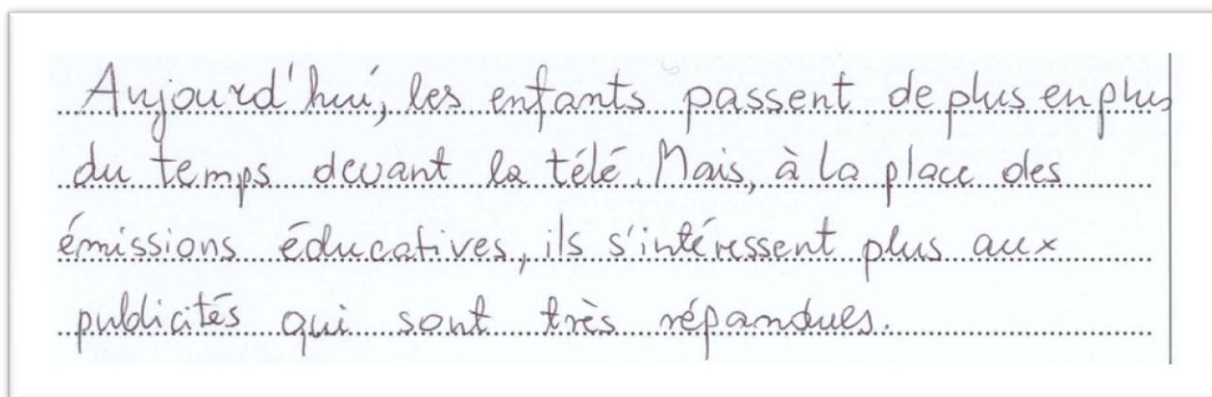 Aujourd'hui, les enfants passent de plus en plus
du temps devant la télé. Mais, à la place des
émissions éducatives, ils s'intéressent plus aux
publicités qui sont très répandues.